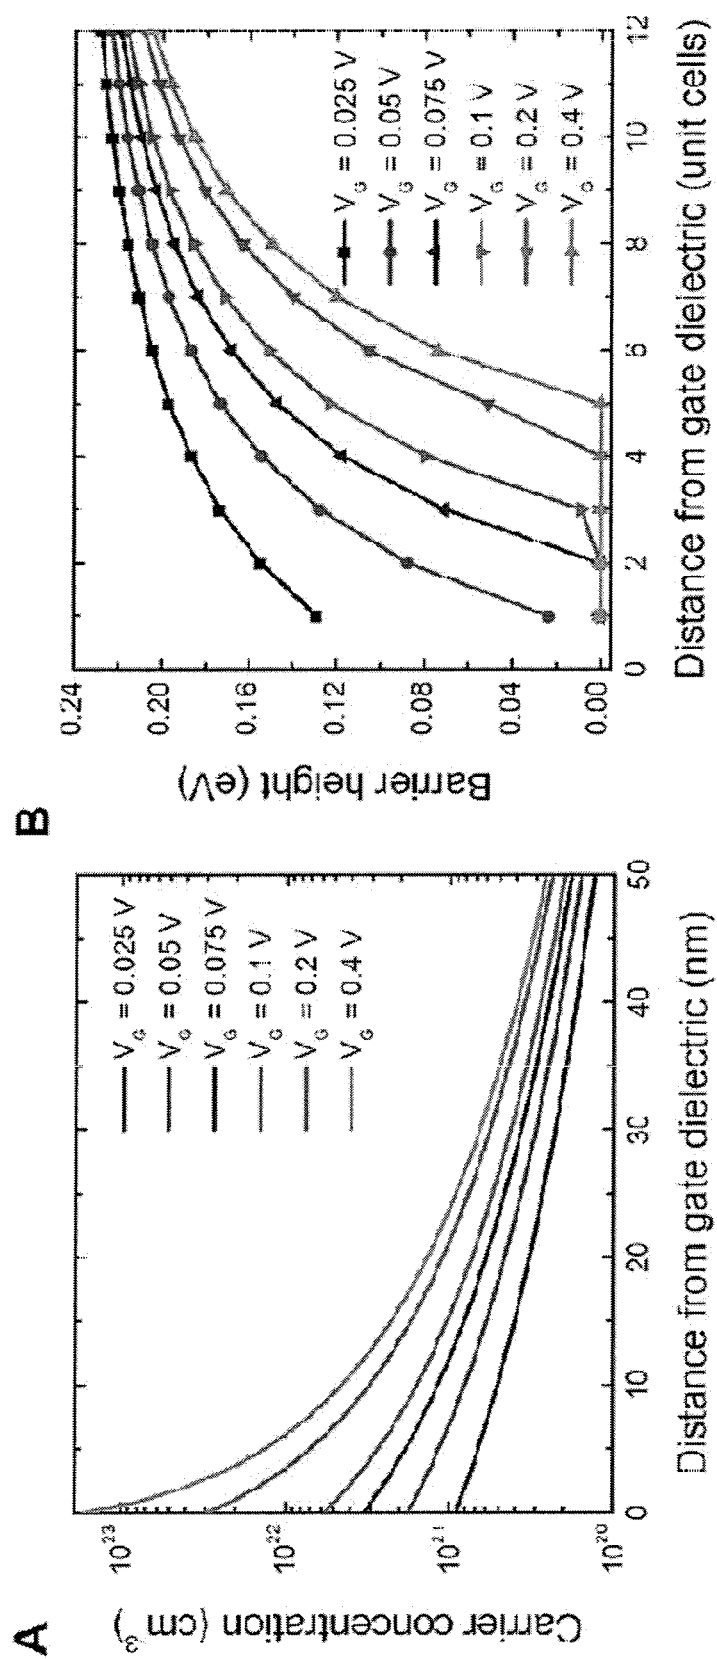 A
Carrier concentration (cm³)
10²³
10²²
10²¹
10²⁰
V_G = 0.025 V
V_G = 0.05 V
V_G = 0.075 V
V_G = 0.1 V
V_G = 0.2 V
V_G = 0.4 V
0 10 20 30 40 50
Distance from gate dielectric (nm)
B
Barrier height (eV)
0.24
0.20
0.16
0.12
0.08
0.04
0.00
V_G = 0.025 V
V_G = 0.05 V
V_G = 0.075 V
V_G = 0.1 V
V_G = 0.2 V
V_G = 0.4 V
0 2 4 6 8 10 12
Distance from gate dielectric (unit cells)